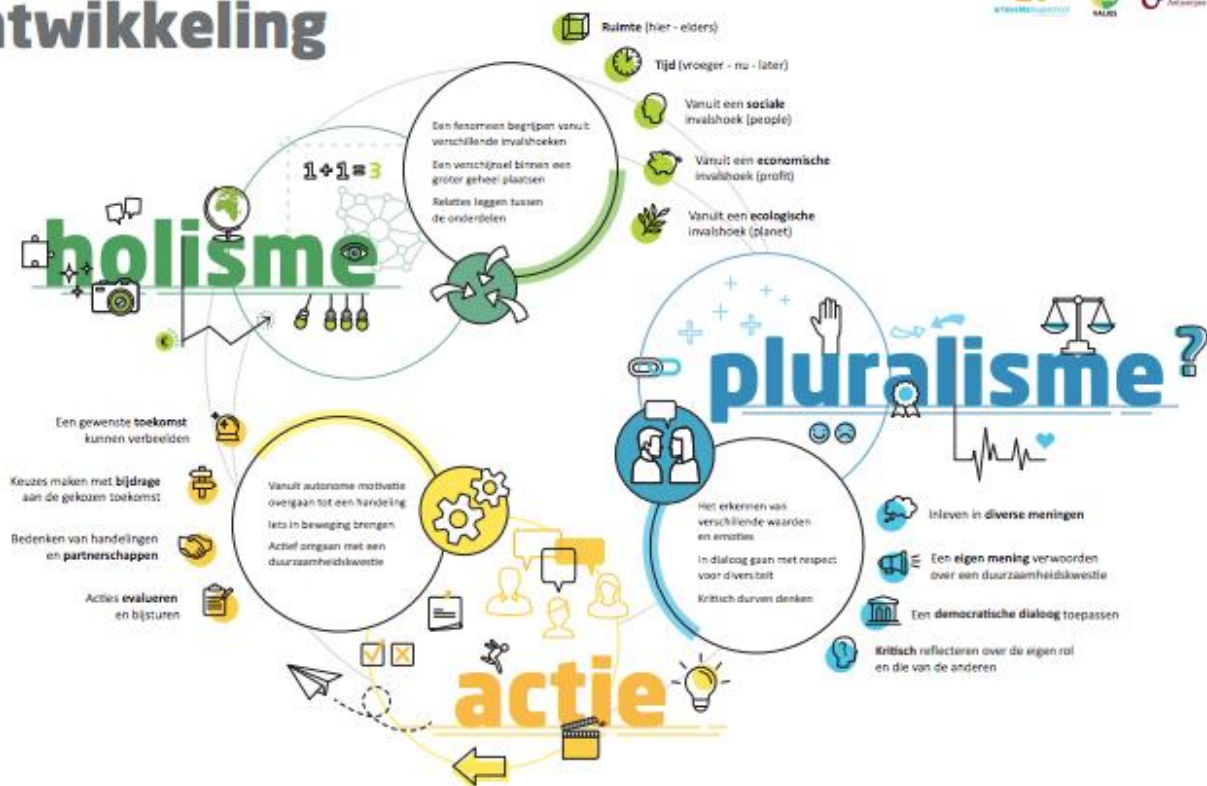 ntwikkeling
Antwerpen
Ruimte (hier - elders)
Tijd (vroeger - nu - later)
Vanuit een sociale
invalshoek (people)
Vanuit een economische
invalshoek (profit)
Vanuit een ecologische
invalshoek (planet)
Een fenomeen begrijpen vanuit
verschillende invalshoeken
Een verschijnsel binnen een
groter geheel plaatsen
Relaties leggen tussen
de onderdelen
1+1=3
holisme
€
pluralisme?
Een gewenste toekomst
kunnen verbeelden
Keuzes maken met bijdrage
aan de gekozen toekomst
Bedenken van handelingen
en partnerschappen
Acties evalueren
en bijsturen
Vanuit autonome motivatie
overgaan tot een handeling
Iets in beweging brengen
Actief omgaan met een
duurzaamheidskwestie
Het erkennen van
verschillende waarden
en emoties
In dialoog gaan met respect
voor diversiteit
Kritisch durven denken
Inleven in diverse meningen
Een eigen mening verwoorden
over een duurzaamheidskwestie
Een democratische dialoog toepassen
Kritisch reflecteren over de eigen rol
en die van de anderen
actie